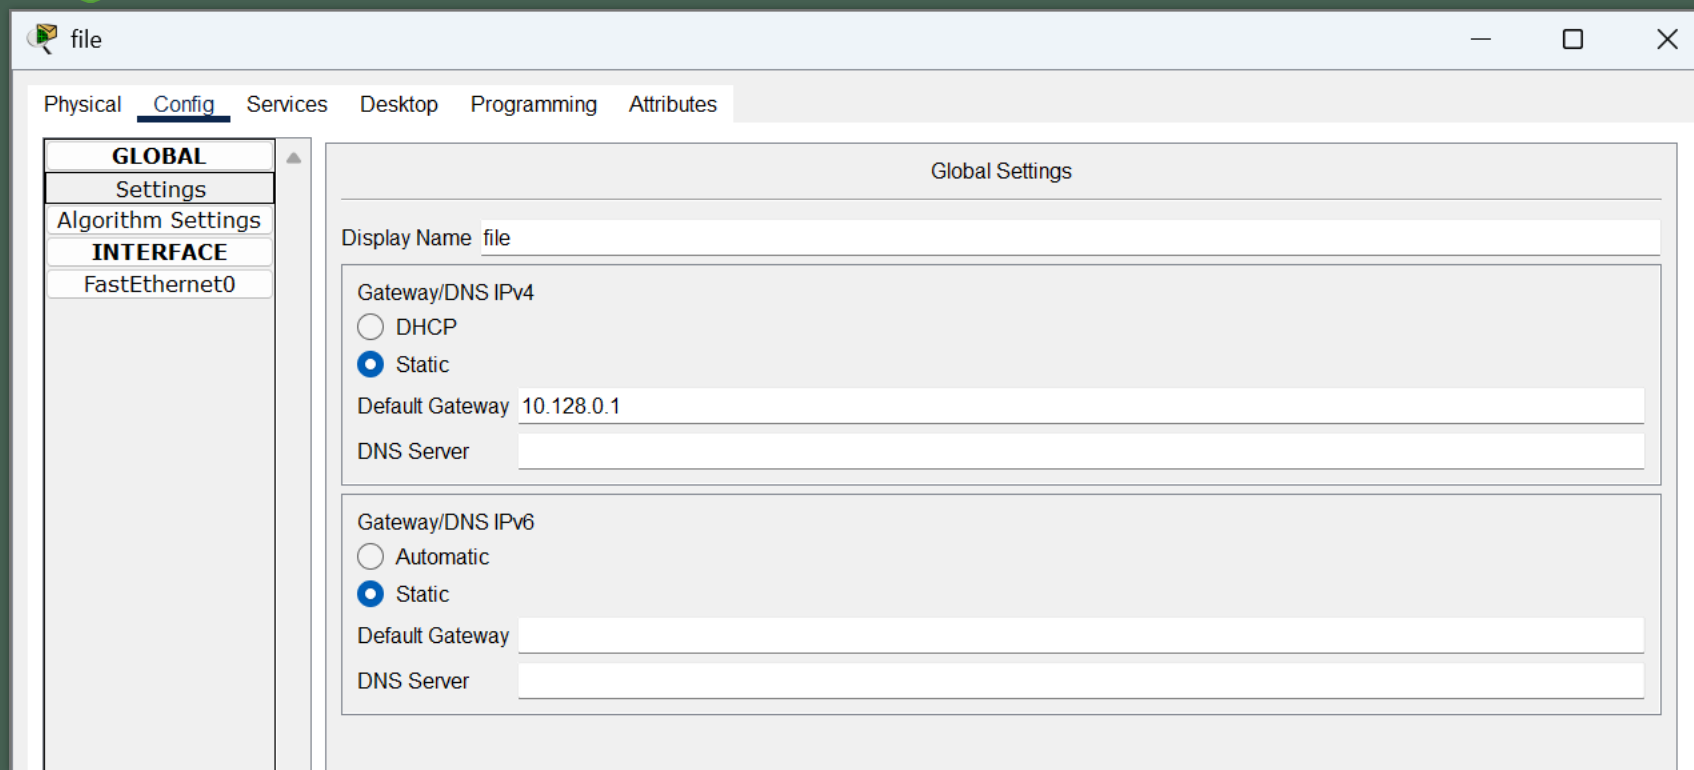 file
Physical Config Services Desktop Programming Attributes
GLOBAL
Settings
Algorithm Settings
INTERFACE
FastEthernet0
Global Settings
Display Name file
Gateway/DNS IPv4
DHCP
Static
Default Gateway 10.128.0.1
DNS Server
Gateway/DNS IPv6
Automatic
Static
Default Gateway
DNS Server